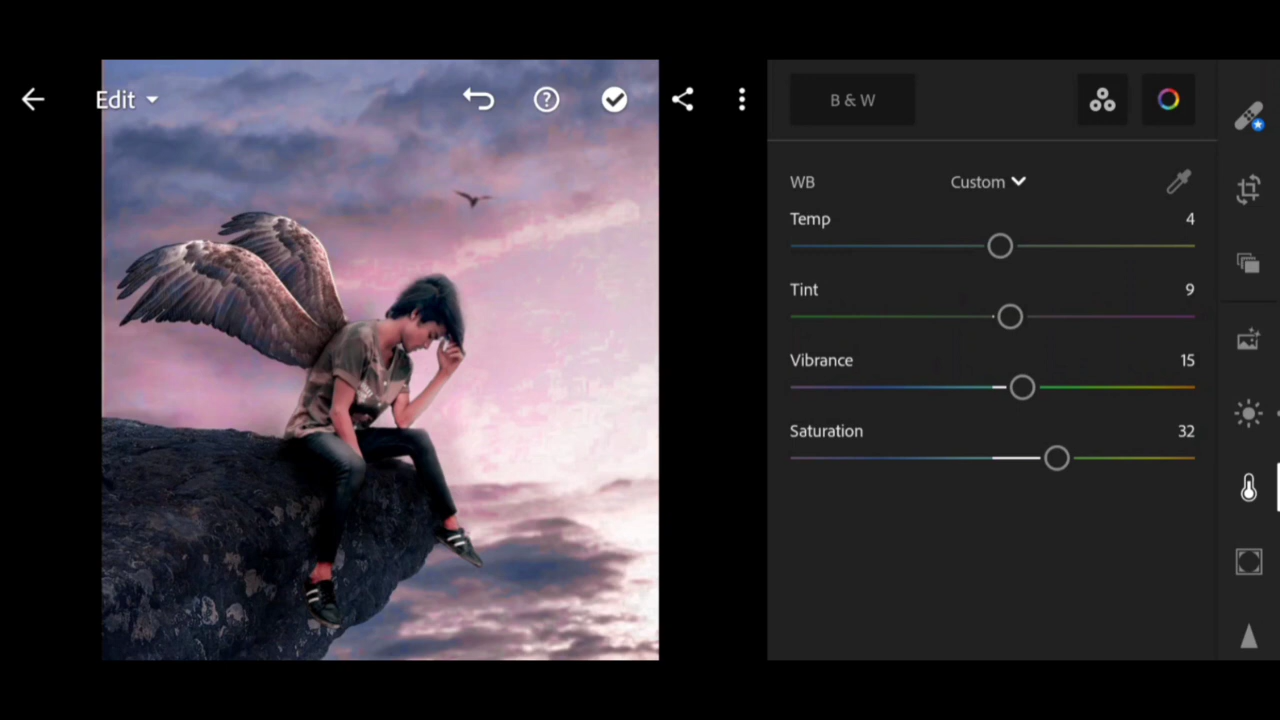 Edit
B & W
WB Custom
Temp 4
Tint 9
Vibrance 15
Saturation 32